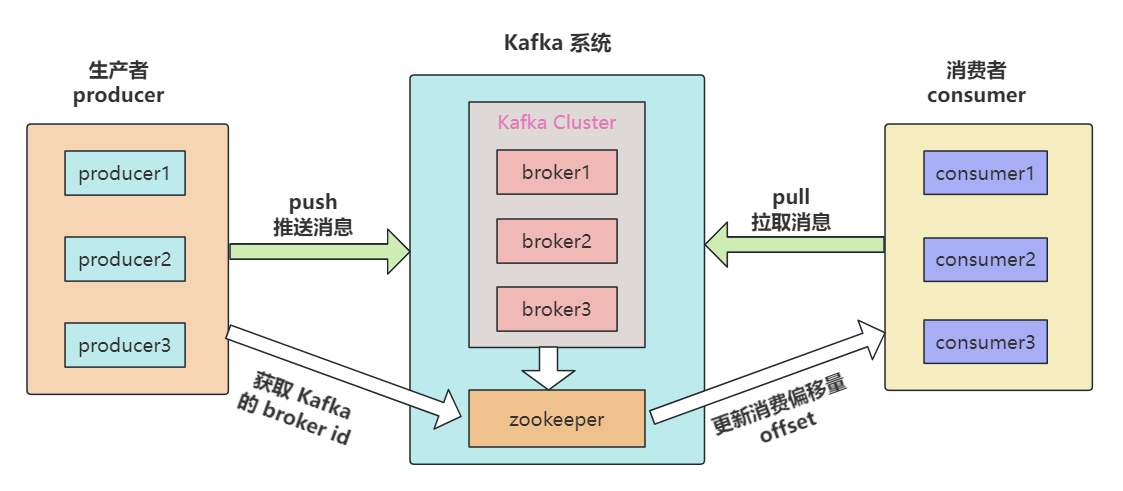 Kafka 系统
生产者
producer
producer1
producer2
producer3
push
推送消息
获取 Kafka
的 broker id
Kafka Cluster
broker1
broker2
broker3
zookeeper
pull
拉取消息
更新消费偏移量
offset
消费者
consumer
consumer1
consumer2
consumer3